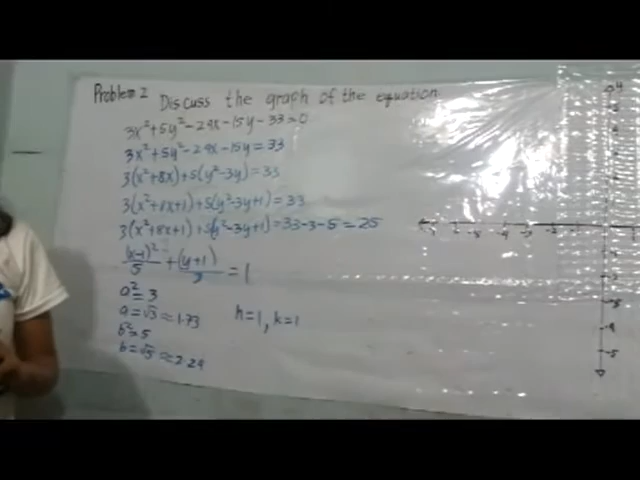 Problem 2 Discuss the graph of the equation
3x²+5y²-24x-15y-33=0
3x²+5y²-24x-15y=33
3(x²+8x)+5(y²-3y)=33
3(x²+8x+1)+5(y²-3y+1)=33
3(x²+8x+1)+5(y²-3y+1)=33-3-5=25
(x-1)²/5 + (y+1)/3 = 1
a²=3
a=√3≈1.73 h=1, k=1
b²=5
b=√5≈2.24